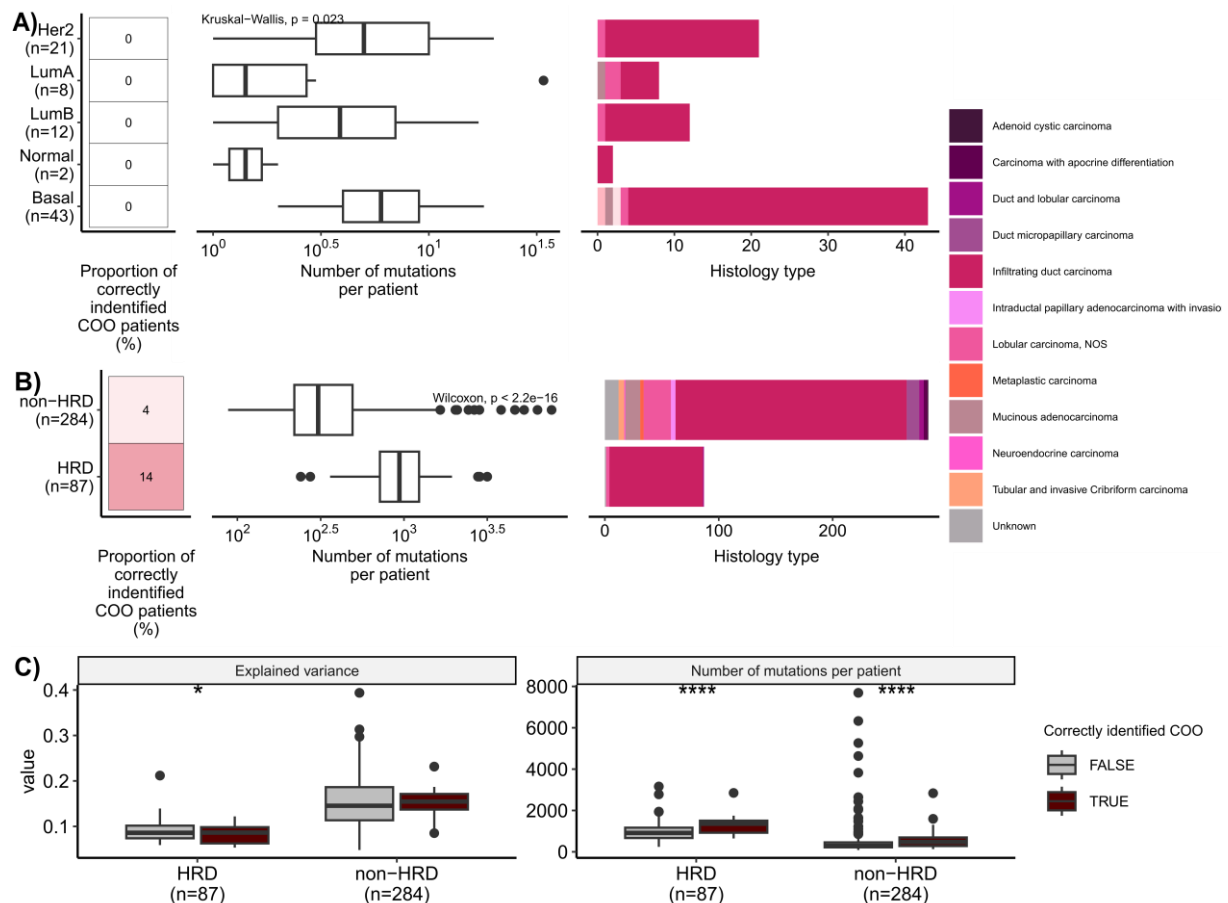 A)
Her2
(n=21)
LumA
(n=8)
LumB
(n=12)
Normal
(n=2)
Basal
(n=43)
0
0
0
0
0
Proportion of
correctly
indentified
COO patients
(%)
Kruskal−Wallis, p = 0.023
10^0
10^0.5
10^1
10^1.5
Number of mutations
per patient
0
10
20
30
40
Histology type
Adenoid cystic carcinoma
Carcinoma with apocrine differentiation
Duct and lobular carcinoma
Duct micropapillary carcinoma
Infiltrating duct carcinoma
Intraductal papillary adenocarcinoma with invasio
Lobular carcinoma, NOS
Metaplastic carcinoma
Mucinous adenocarcinoma
Neuroendocrine carcinoma
Tubular and invasive Cribriform carcinoma
Unknown
B)
non−HRD
(n=284)
HRD
(n=87)
4
14
Proportion of
correctly
indentified
COO patients
(%)
Wilcoxon, p < 2.2e−16
10^2
10^2.5
10^3
10^3.5
Number of mutations
per patient
0
100
200
Histology type
C)
Explained variance
value
0.4
0.3
0.2
0.1
*
HRD
(n=87)
non−HRD
(n=284)
Number of mutations per patient
8000
6000
4000
2000
0
****
****
HRD
(n=87)
non−HRD
(n=284)
Correctly identified COO
FALSE
TRUE